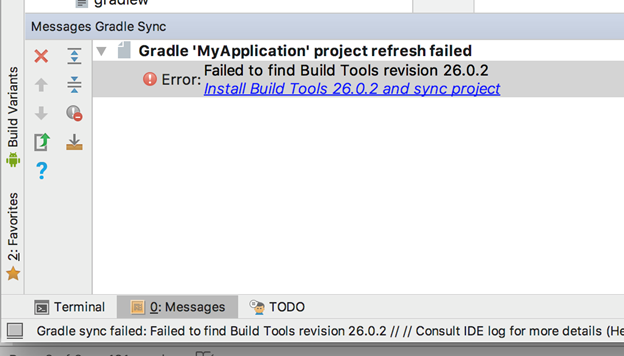 gradlew
Messages Gradle Sync
Gradle 'MyApplication' project refresh failed
Error: Failed to find Build Tools revision 26.0.2
Install Build Tools 26.0.2 and sync project
Build Variants
2: Favorites
Terminal 0: Messages TODO
Gradle sync failed: Failed to find Build Tools revision 26.0.2 // // Consult IDE log for more details (He